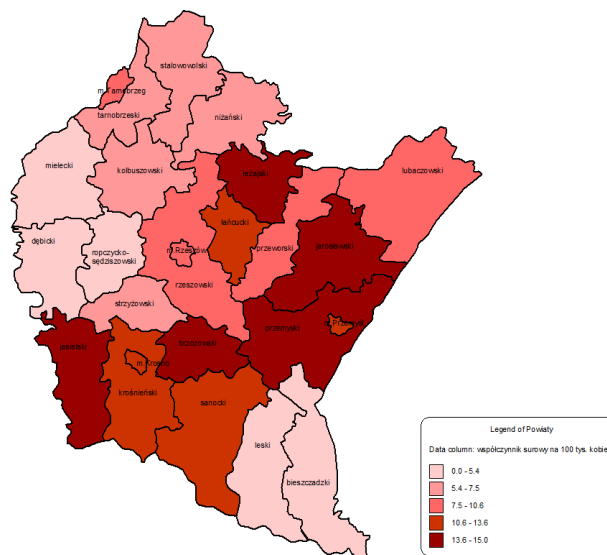 stalowowolski
m.Tarnobrzeg
tarnobrzeski
niżański
mielecki
kolbuszowski
leżajski
lubaczowski
łańcucki
dębicki
ropczycko-
sędziszowski
m.Rzeszów
przeworski
jarosławski
rzeszowski
strzyżowski
przemyski
m.Przemyśl
jasielski
brzozowski
m.Krosno
krośnieński
sanocki
leski
bieszczadzki
Legend of Powiaty
Data column: współczynnik surowy na 100 tys. kobie
0.0 - 5.4
5.4 - 7.5
7.5 - 10.6
10.6 - 13.6
13.6 - 15.0